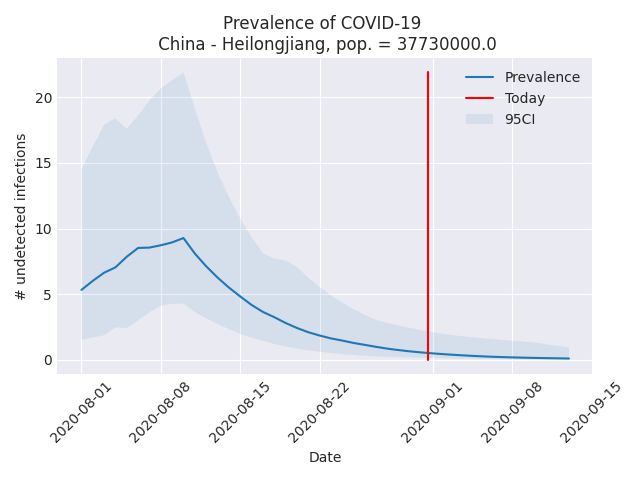 Prevalence of COVID-19
China - Heilongjiang, pop. = 37730000.0
Prevalence
Today
95CI
# undetected infections
20
15
10
5
0
2020-08-01
2020-08-08
2020-08-15
2020-08-22
2020-09-01
2020-09-08
2020-09-15
Date